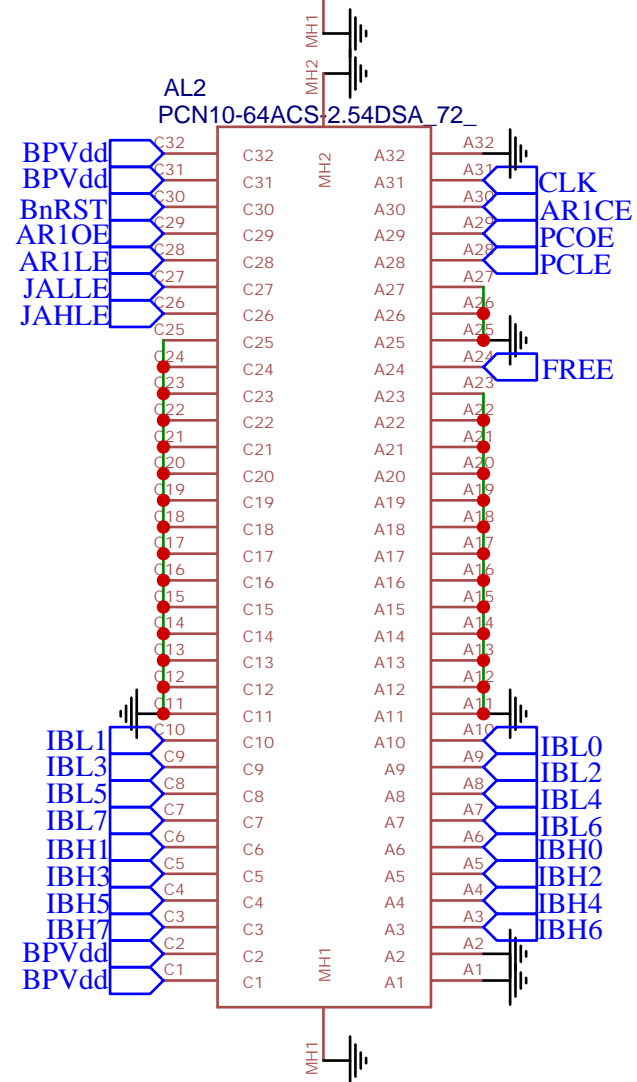 MH1
MH2
AL2
PCN10-64ACS-2.54DSA_72_
BPVdd C32 C32 MH2 A32 A32
BPVdd C31 C31 A31 A31 CLK
BnRST C30 C30 A30 A30 AR1CE
AR1OE C29 C29 A29 A29 PCOE
AR1LE C28 C28 A28 A28 PCLE
JALLE C27 C27 A27 A27
JAHLE C26 C26 A26 A26
C25 C25 A25 A25
C24 C24 A24 A24 FREE
C23 C23 A23 A23
C22 C22 A22 A22
C21 C21 A21 A21
C20 C20 A20 A20
C19 C19 A19 A19
C18 C18 A18 A18
C17 C17 A17 A17
C16 C16 A16 A16
C15 C15 A15 A15
C14 C14 A14 A14
C13 C13 A13 A13
C12 C12 A12 A12
C11 C11 A11 A11
IBL1 C10 C10 A10 A10 IBL0
IBL3 C9 C9 A9 A9 IBL2
IBL5 C8 C8 A8 A8 IBL4
IBL7 C7 C7 A7 A7 IBL6
IBH1 C6 C6 A6 A6 IBH0
IBH3 C5 C5 A5 A5 IBH2
IBH5 C4 C4 A4 A4 IBH4
IBH7 C3 C3 A3 A3 IBH6
BPVdd C2 C2 A2 A2
BPVdd C1 C1 MH1 A1 A1
MH1